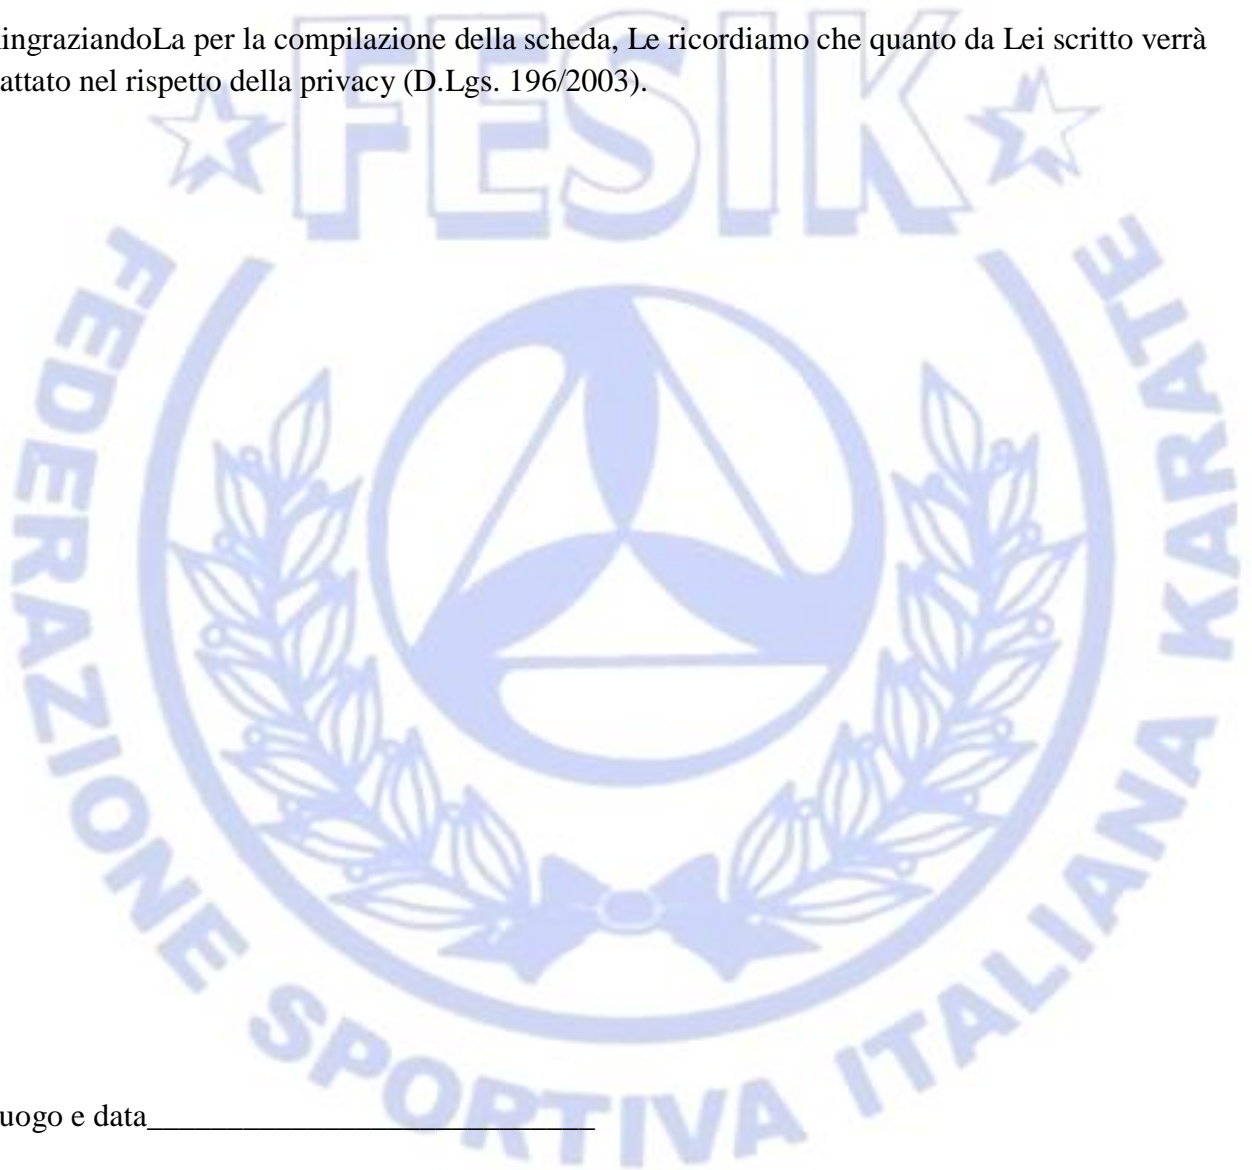 ingraziandoLa per la compilazione della scheda, Le ricordiamo che quanto da Lei scritto verrà
attato nel rispetto della privacy (D.Lgs. 196/2003).
FESIK
FEDERAZIONE SPORTIVA ITALIANA KARATE
uogo e data____________________________